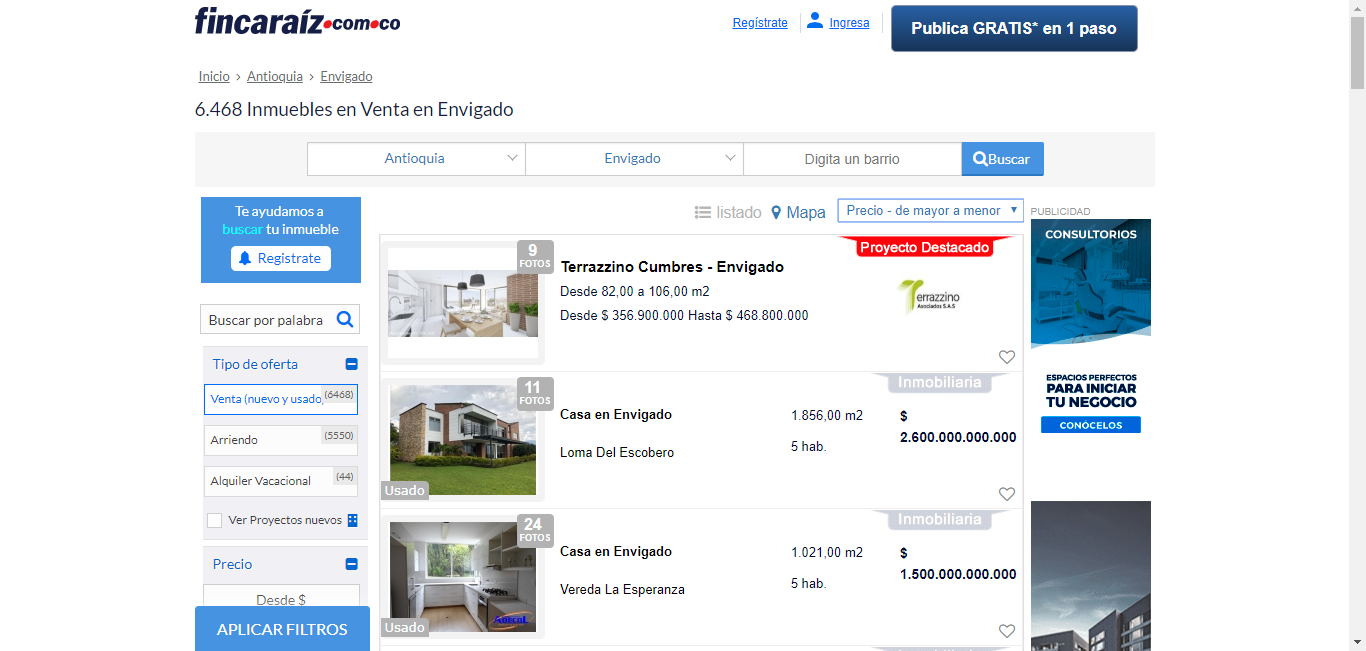 fincaraíz.com.co
Regístrate
Ingresa
Publica GRATIS* en 1 paso
Inicio > Antioquia > Envigado
6.468 Inmuebles en Venta en Envigado
Antioquia
Envigado
Digita un barrio
Buscar
Te ayudamos a
buscar tu inmueble
Registrate
Buscar por palabra
Tipo de oferta
Venta (nuevo y usado)
(6468)
Arriendo
(5550)
Alquiler Vacacional
(44)
Ver Proyectos nuevos
Precio
Desde $
APLICAR FILTROS
listado
Mapa
Precio - de mayor a menor
9
FOTOS
Terrazzino Cumbres - Envigado
Desde 82,00 a 106,00 m2
Desde $ 356.900.000 Hasta $ 468.800.000
Proyecto Destacado
Terrazzino
Asociados S.A.S
11
FOTOS
Usado
Casa en Envigado
Loma Del Escobero
1.856,00 m2
5 hab.
Inmobiliaria
$
2.600.000.000.000
24
FOTOS
Adecol
Usado
Casa en Envigado
Vereda La Esperanza
1.021,00 m2
5 hab.
Inmobiliaria
$
1.500.000.000.000
PUBLICIDAD
CONSULTORIOS
ESPACIOS PERFECTOS
PARA INICIAR
TU NEGOCIO
CONÓCELOS